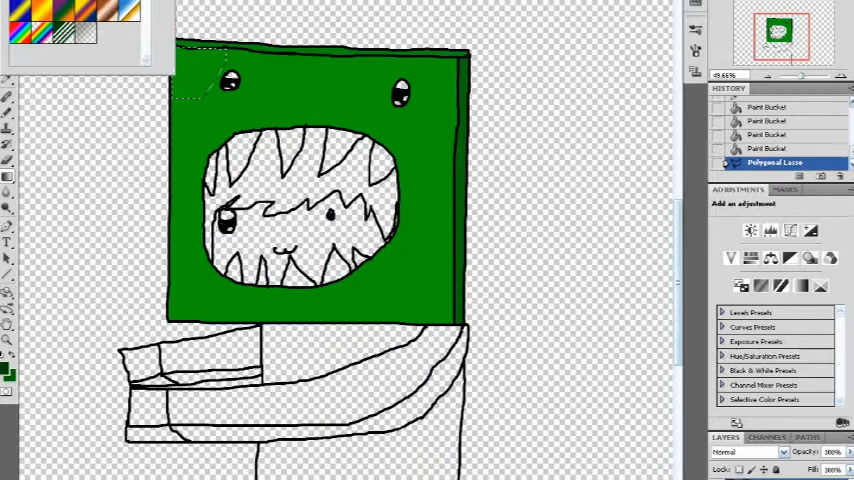 49.66%
HISTORY
Paint Bucket
Paint Bucket
Paint Bucket
Paint Bucket
Polygonal Lasso
ADJUSTMENTS MASKS
Add an adjustment
Levels Presets
Curves Presets
Exposure Presets
Hue/Saturation Presets
Black & White Presets
Channel Mixer Presets
Selective Color Presets
LAYERS CHANNELS PATHS
Normal Opacity: 100%
Lock: Fill: 100%
T